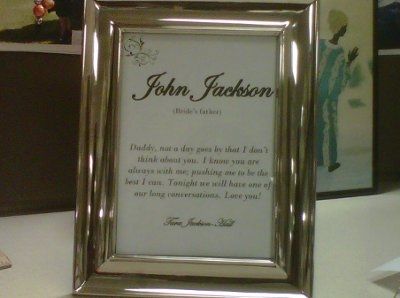 John Jackson
(Bride's father)
Daddy, not a day goes by that I don't
think about you. I know you are
always with me; pushing me to be the
best I can. Tonight we will have one of
our long conversations. Love you!
Tara Jackson-Hall